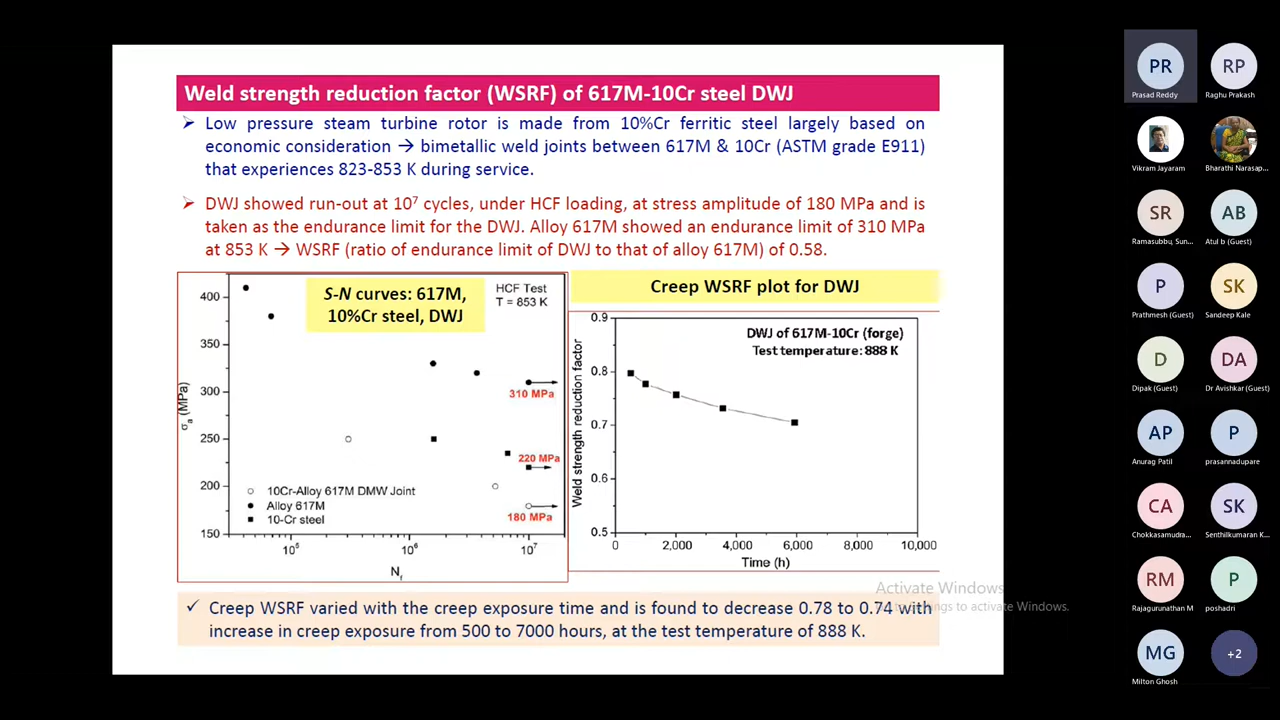 Weld strength reduction factor (WSRF) of 617M-10Cr steel DWJ
➢ Low pressure steam turbine rotor is made from 10%Cr ferritic steel largely based on
economic consideration → bimetallic weld joints between 617M & 10Cr (ASTM grade E911)
that experiences 823-853 K during service.
➢ DWJ showed run-out at 10⁷ cycles, under HCF loading, at stress amplitude of 180 MPa and is
taken as the endurance limit for the DWJ. Alloy 617M showed an endurance limit of 310 MPa
at 853 K → WSRF (ratio of endurance limit of DWJ to that of alloy 617M) of 0.58.
S-N curves: 617M,
10%Cr steel, DWJ
HCF Test
T = 853 K
400
350
300
250
200
150
σa (MPa)
310 MPa
220 MPa
180 MPa
10Cr-Alloy 617M DMW Joint
Alloy 617M
10-Cr steel
10⁵ 10⁶ 10⁷
Nf
Creep WSRF plot for DWJ
DWJ of 617M-10Cr (forge)
Test temperature: 888 K
0.9
0.8
0.7
0.6
0.5
Weld strength reduction factor
0 2,000 4,000 6,000 8,000 10,000
Time (h)
✓ Creep WSRF varied with the creep exposure time and is found to decrease 0.78 to 0.74 with
increase in creep exposure from 500 to 7000 hours, at the test temperature of 888 K.
Activate Windows
to activate Windows.
PR
Prasad Reddy
RP
Raghu Prakash
Vikram Jayaram
Bharathi Narasap...
SR
Ramasubbu, Sun...
AB
Atul b (Guest)
P
Prathmesh (Guest)
SK
Sandeep Kale
D
Dipak (Guest)
DA
Dr Avishkar (Guest)
AP
Anurag Patil
P
prasannadupare
CA
Chokkasamudra...
SK
Senthilkumaran K...
RM
Rajagurunathan M
P
poshadri
MG
Milton Ghosh
+2